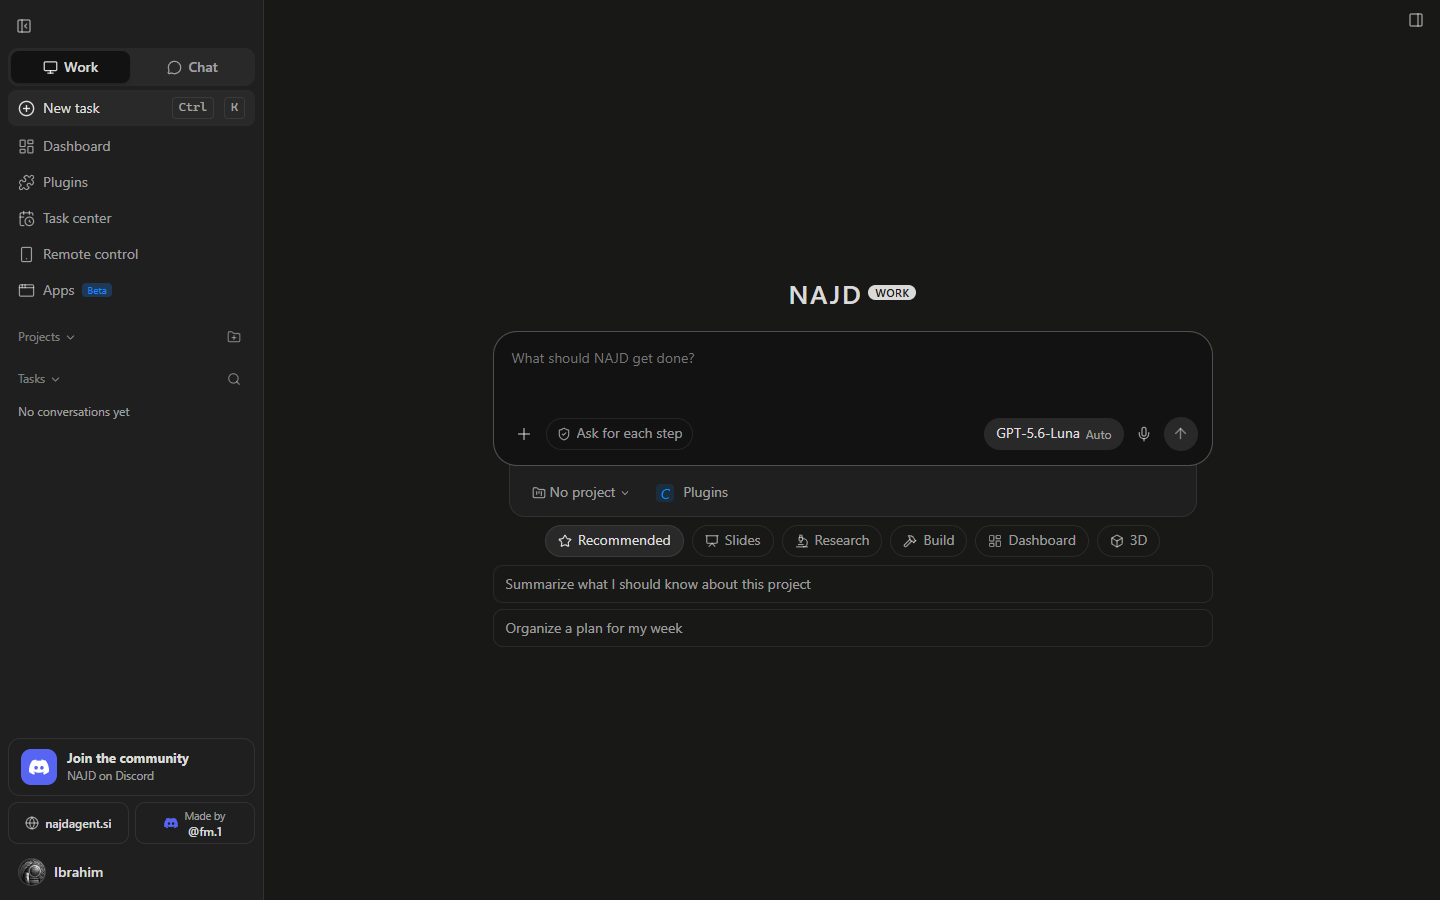 Work
Chat
New task
Ctrl K
Dashboard
Plugins
Task center
Remote control
Apps Beta
Projects
Tasks
No conversations yet
Join the community
NAJD on Discord
najdagent.si
Made by
@fm.1
Ibrahim
NAJD WORK
What should NAJD get done?
Ask for each step
GPT-5.6-Luna Auto
No project
C Plugins
Recommended
Slides
Research
Build
Dashboard
3D
Summarize what I should know about this project
Organize a plan for my week